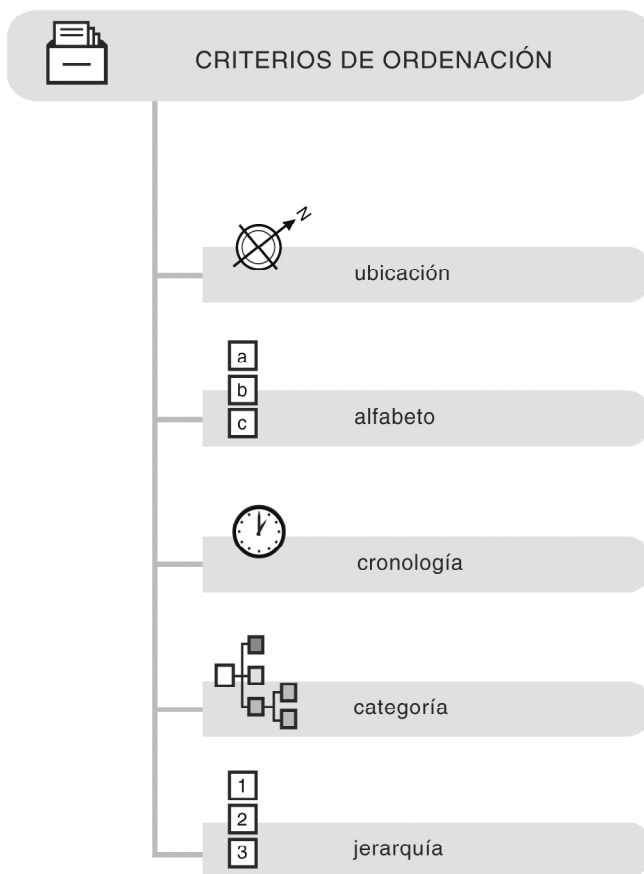 CRITERIOS DE ORDENACIÓN
N
ubicación
a
b
c
alfabeto
cronología
categoría
1
2
3
jerarquía